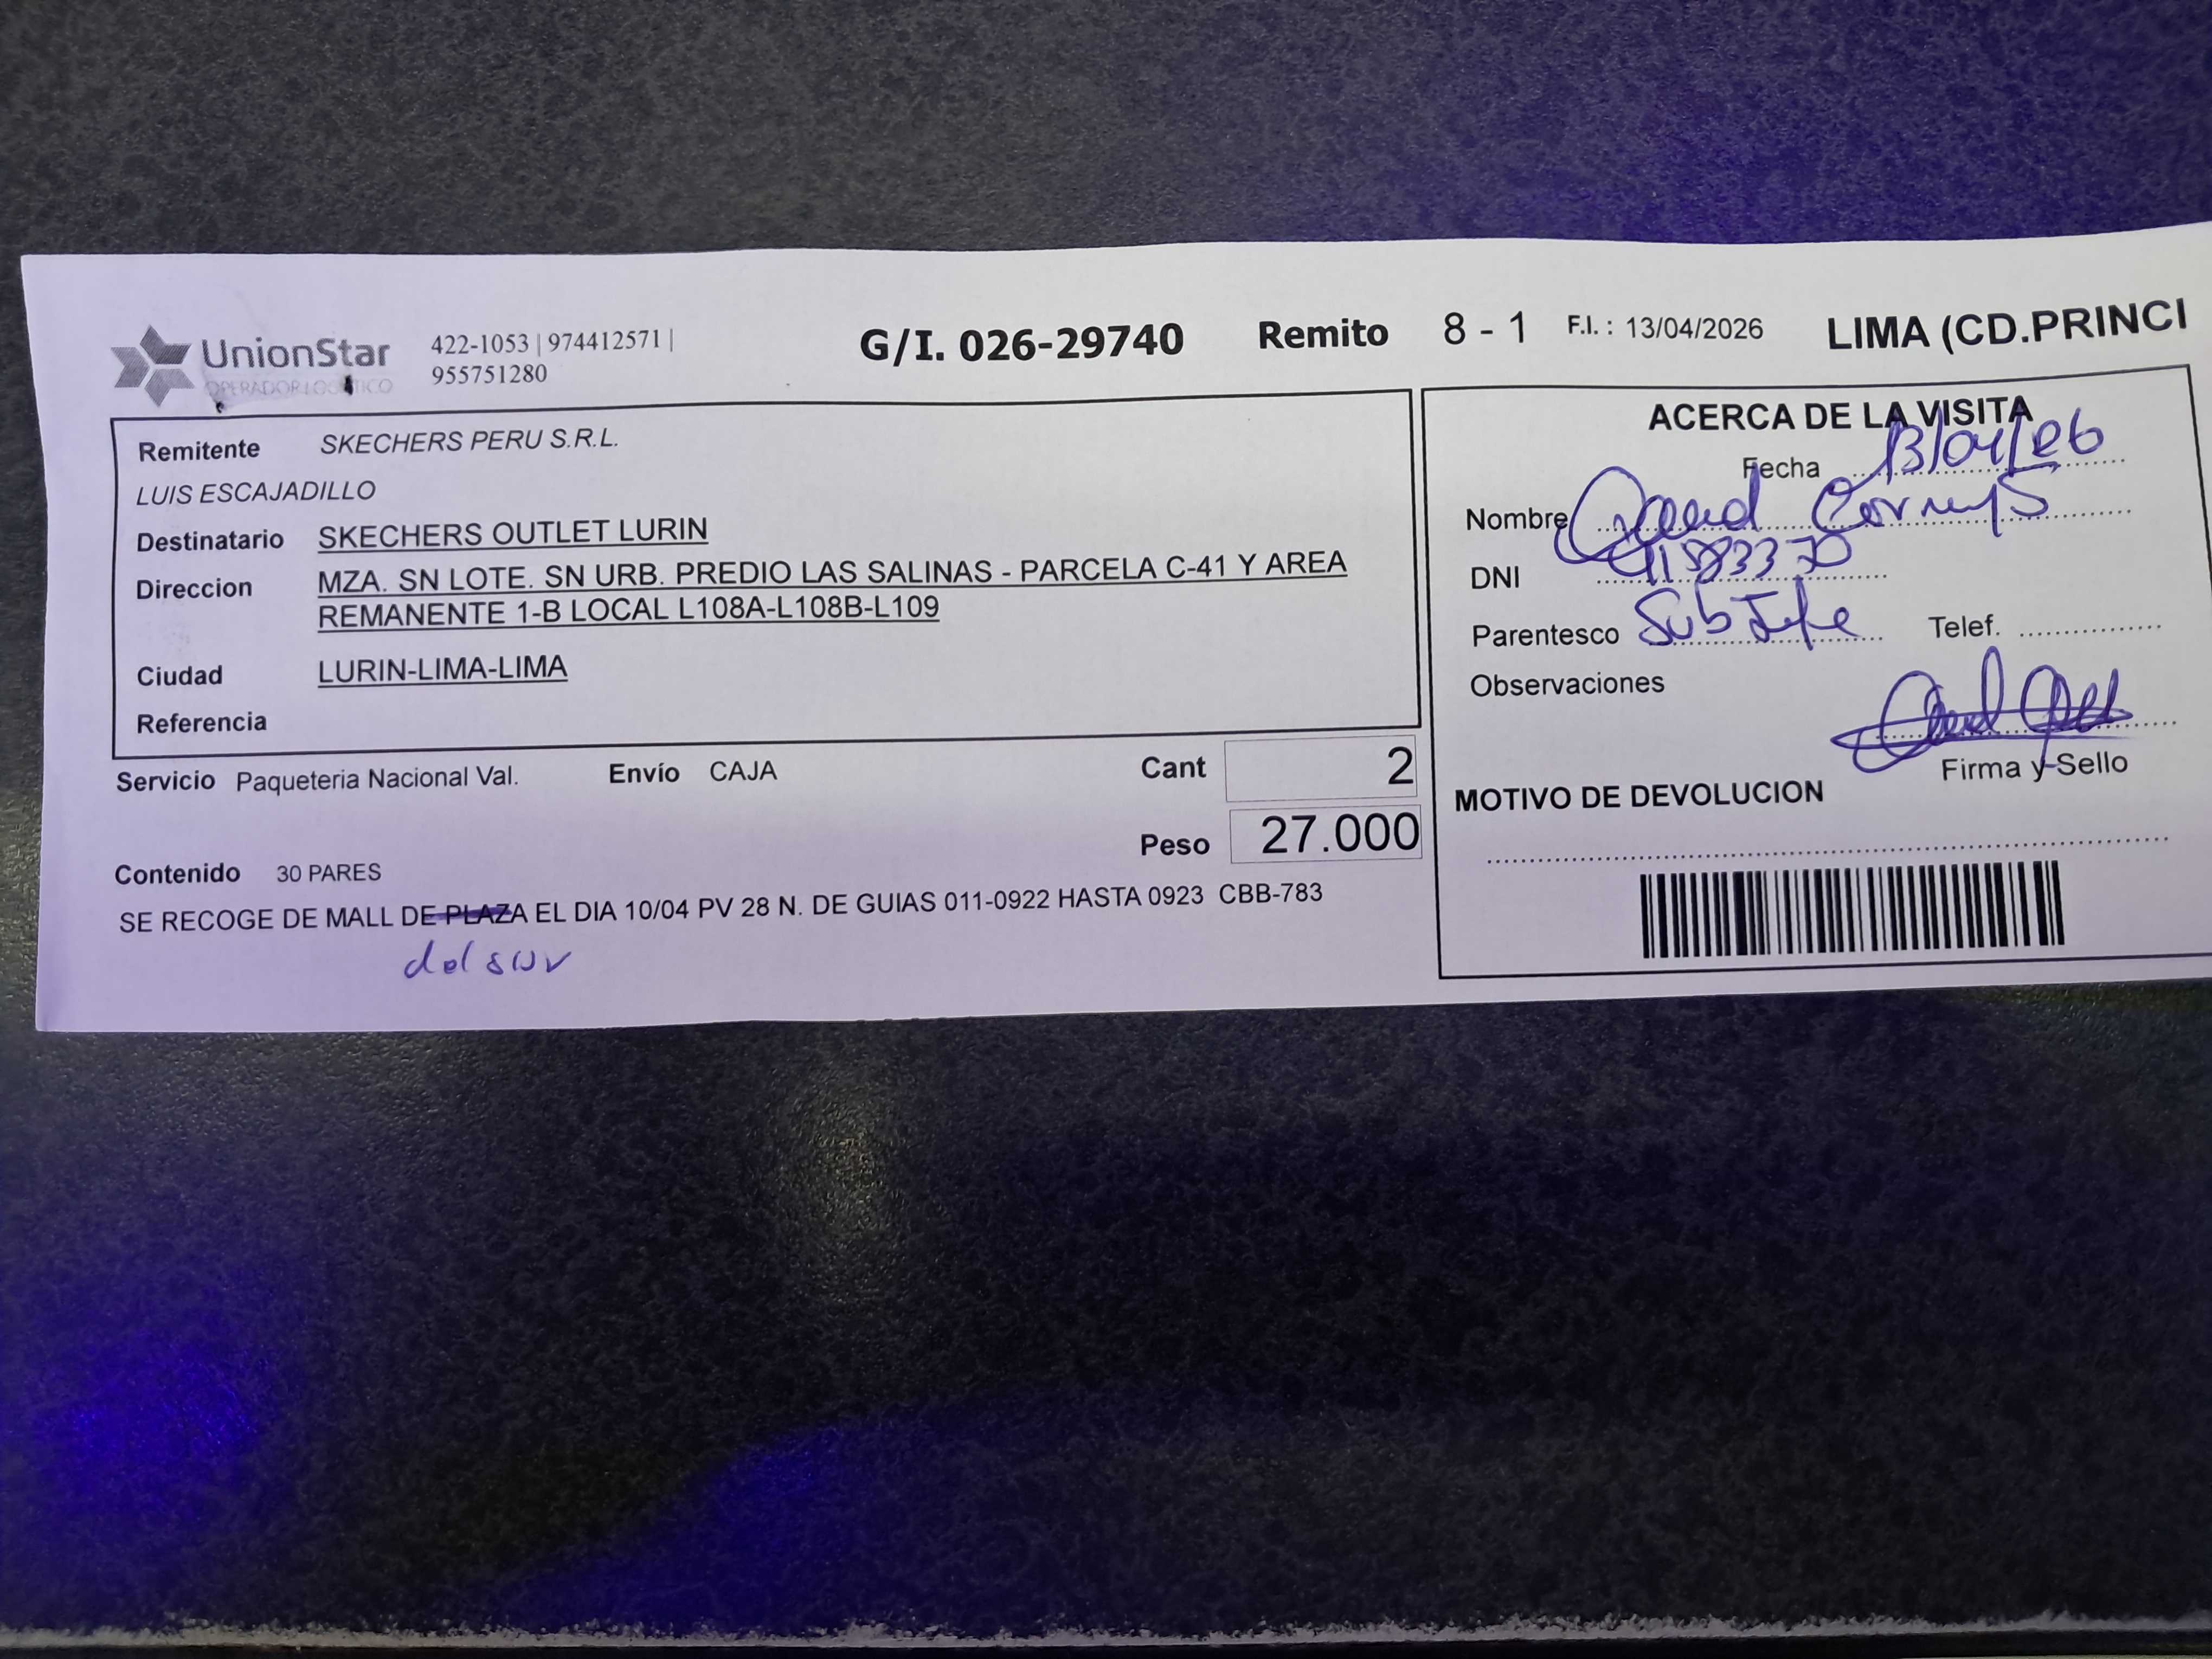 UnionStar
OPERADOR LOGISTICO
422-1053 | 974412571 |
955751280
G/I. 026-29740 Remito 8 - 1 F.I. : 13/04/2026 LIMA (CD.PRINCI
Remitente SKECHERS PERU S.R.L.
LUIS ESCAJADILLO
Destinatario SKECHERS OUTLET LURIN
Direccion MZA. SN LOTE. SN URB. PREDIO LAS SALINAS - PARCELA C-41 Y AREA
REMANENTE 1-B LOCAL L108A-L108B-L109
Ciudad LURIN-LIMA-LIMA
Referencia
Servicio Paqueteria Nacional Val. Envío CAJA Cant 2
Peso 27.000
Contenido 30 PARES
SE RECOGE DE MALL DE PLAZA EL DIA 10/04 PV 28 N. DE GUIAS 011-0922 HASTA 0923 CBB-783
del sur
ACERCA DE LA VISITA
Fecha 13/04/26
Nombre
DNI
Parentesco Sub Jefe Telef.
Observaciones
Firma y Sello
MOTIVO DE DEVOLUCION